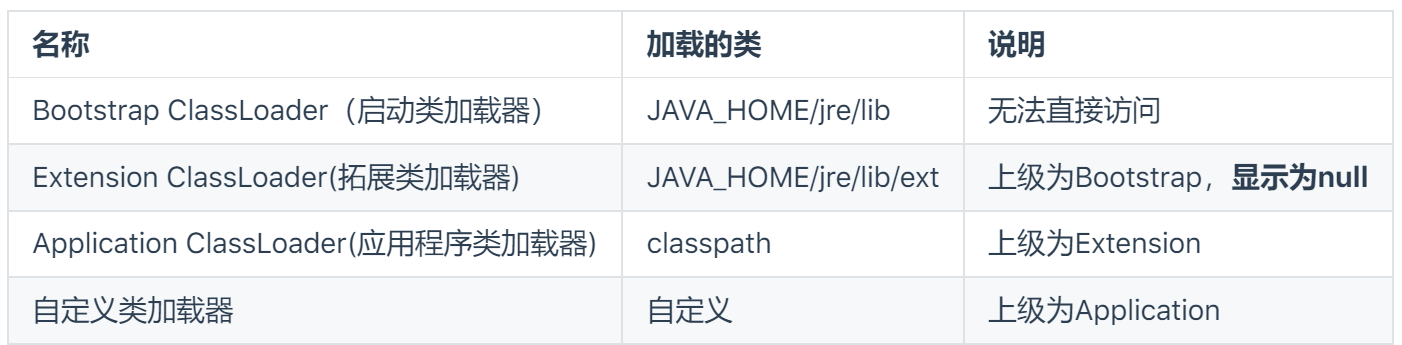 名称 加载的类 说明
Bootstrap ClassLoader（启动类加载器） JAVA_HOME/jre/lib 无法直接访问
Extension ClassLoader(拓展类加载器) JAVA_HOME/jre/lib/ext 上级为Bootstrap，显示为null
Application ClassLoader(应用程序类加载器) classpath 上级为Extension
自定义类加载器 自定义 上级为Application